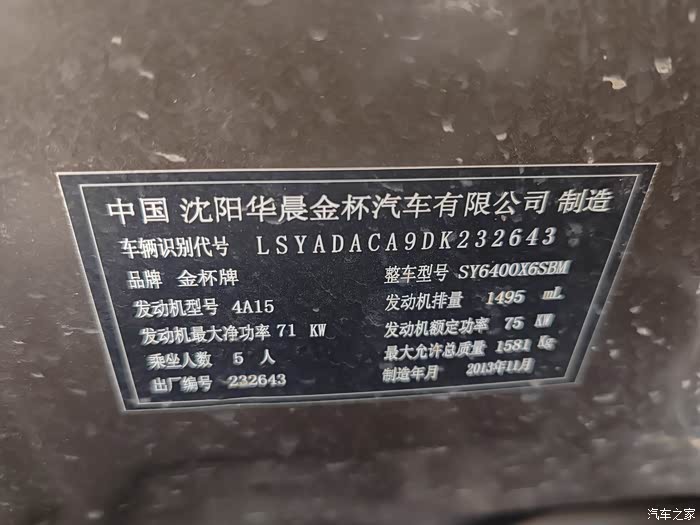 中国 沈阳华晨金杯汽车有限公司 制造
车辆识别代号 LSYADACA9DK232643
品牌 金杯牌 整车型号 SY6400X6SBM
发动机型号 4A15 发动机排量 1495 mL
发动机最大净功率 71 KW 发动机额定功率 75 KW
乘坐人数 5 人 最大允许总质量 1581 Kg
出厂编号 232643 制造年月 2013年11月
汽车之家